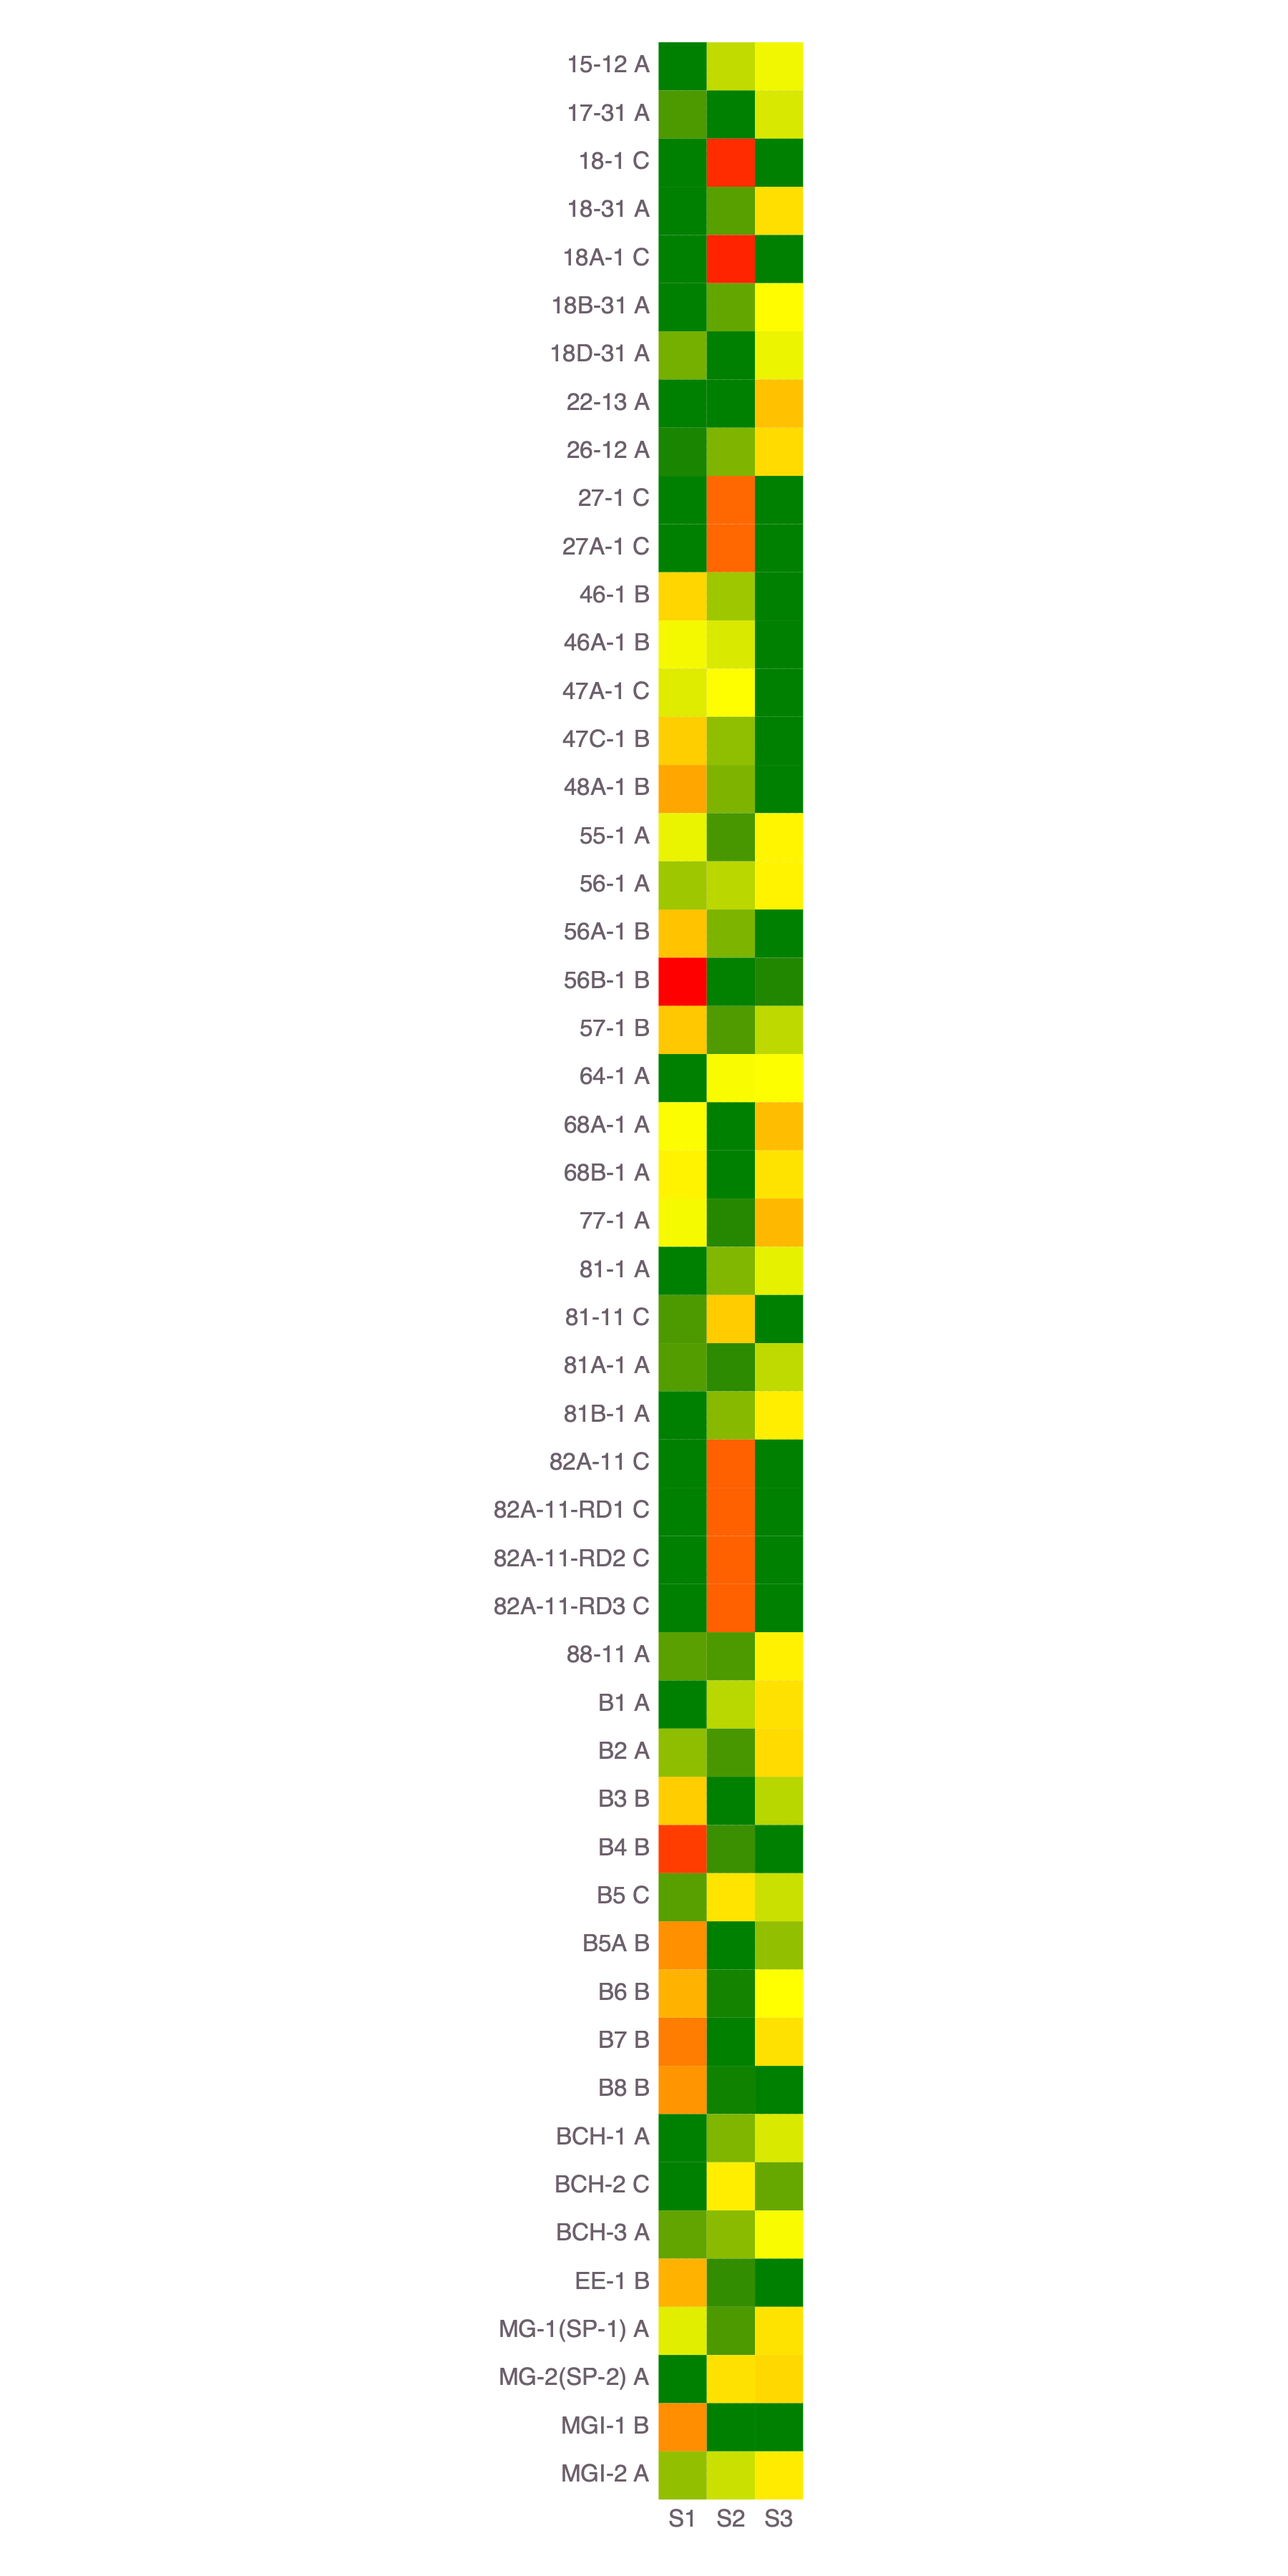 15-12 A
17-31 A
18-1 C
18-31 A
18A-1 C
18B-31 A
18D-31 A
22-13 A
26-12 A
27-1 C
27A-1 C
46-1 B
46A-1 B
47A-1 C
47C-1 B
48A-1 B
55-1 A
56-1 A
56A-1 B
56B-1 B
57-1 B
64-1 A
68A-1 A
68B-1 A
77-1 A
81-1 A
81-11 C
81A-1 A
81B-1 A
82A-11 C
82A-11-RD1 C
82A-11-RD2 C
82A-11-RD3 C
88-11 A
B1 A
B2 A
B3 B
B4 B
B5 C
B5A B
B6 B
B7 B
B8 B
BCH-1 A
BCH-2 C
BCH-3 A
EE-1 B
MG-1(SP-1) A
MG-2(SP-2) A
MGI-1 B
MGI-2 A
S1 S2 S3